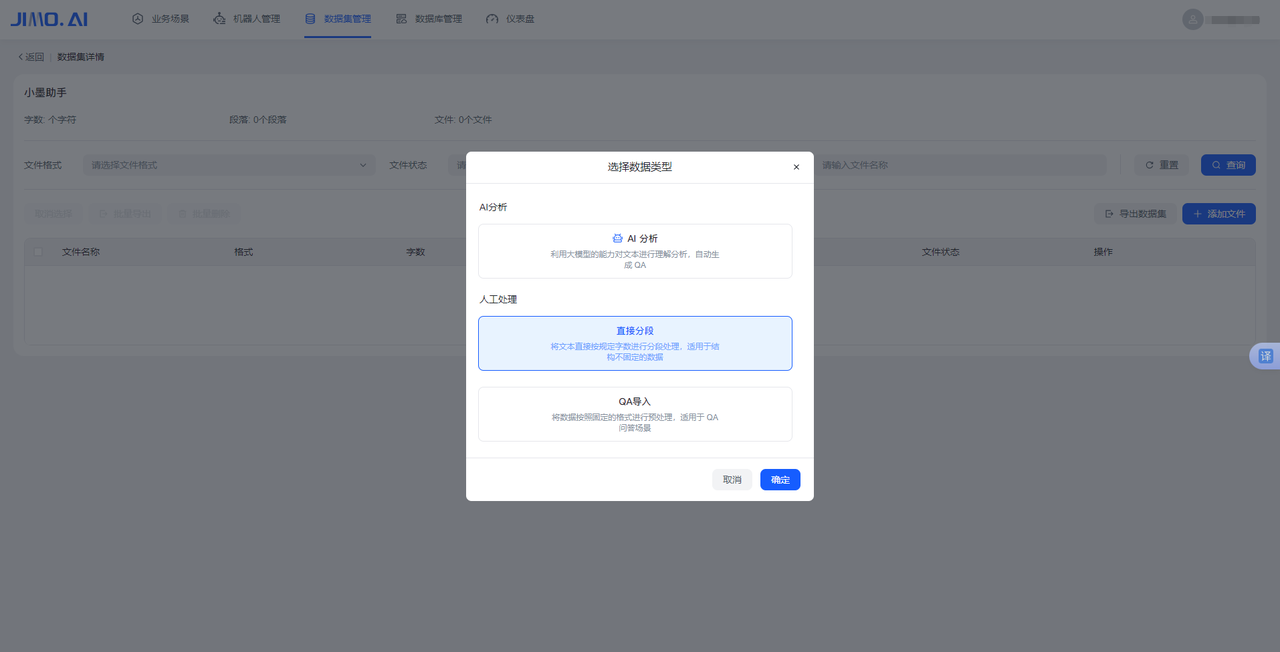 JIMO.AI 业务场景 机器人管理 数据集管理 数据库管理 仪表盘
返回 数据集详情
小墨助手
字数: 个字符 段落: 0个段落 文件: 0个文件
文件格式 请选择文件格式 文件状态 请 请输入文件名称 重置 查询
批量导出 批量删除 导出数据集 添加文件
文件名称 格式 字数 文件状态 操作
选择数据类型
AI分析
AI 分析
利用大模型的能力对文本进行理解分析，自动生
成 QA
人工处理
直接分段
将文本直接按规定字数进行分段处理，适用于结
构不固定的数据
QA导入
将数据按照固定的格式进行预处理，适用于 QA
问答场景
取消 确定
译